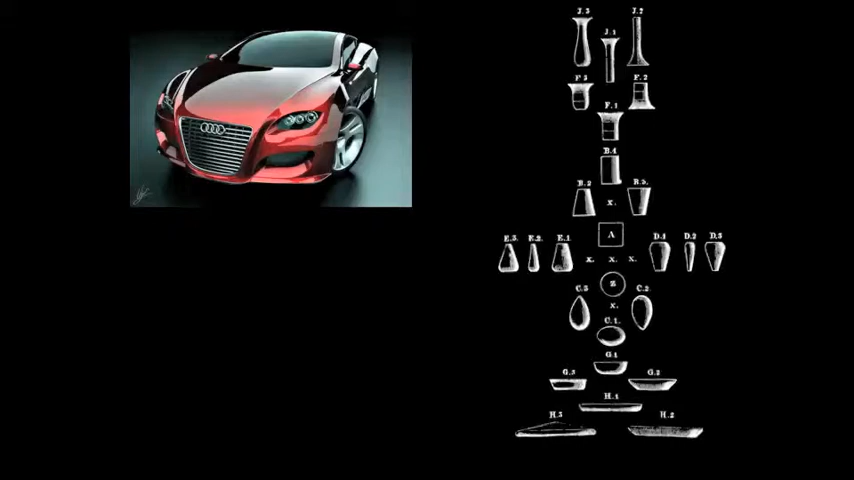 J.3 J.1 J.2
F.3 F.2
F.1
B.4
B.2 B.3.
x.
A
E.3. E.2. E.1. D.1 D.2 D.3
x. x. x.
Z
C.3 C.2.
x.
C.1.
G.1
G.3 G.2
H.1
H.3 H.2